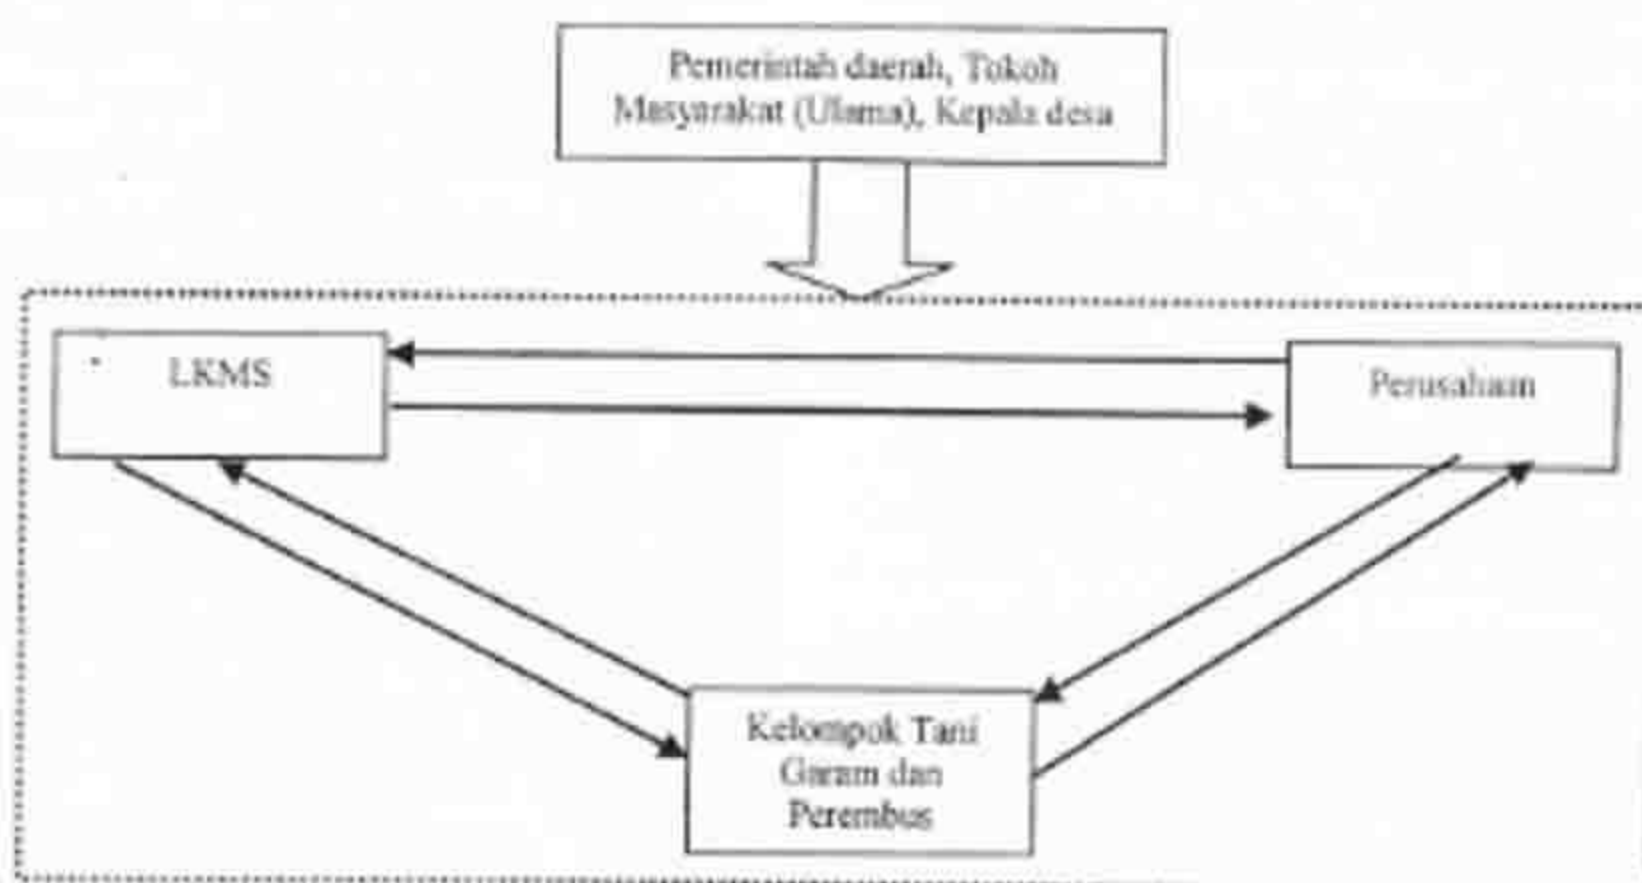 Pemerintah daerah, Tokoh
Masyarakat (Ulama), Kepala desa
LKMS
Perusahaan
Kelompok Tani
Garam dan
Perembus